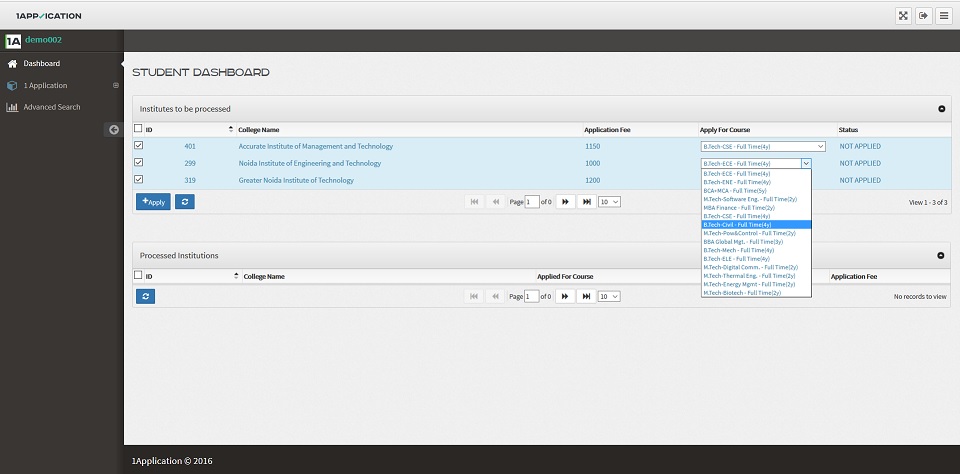 1APPLICATION
1A demo002
Dashboard
1 Application
Advanced Search
STUDENT DASHBOARD
Institutes to be processed
ID College Name Application Fee Apply For Course Status
401 Accurate Institute of Management and Technology 1150 B.Tech-CSE - Full Time(4y) NOT APPLIED
299 Noida Institute of Engineering and Technology 1000 B.Tech-ECE - Full Time(4y) NOT APPLIED
319 Greater Noida Institute of Technology 1200 NOT APPLIED
B.Tech-ECE - Full Time(4y)
B.Tech-ENE - Full Time(4y)
BCA+MCA - Full Time(5y)
M.Tech-Software Eng. - Full Time(2y)
MBA Finance - Full Time(2y)
B.Tech-CSE - Full Time(4y)
B.Tech-Civil - Full Time(4y)
M.Tech-Pow&Control - Full Time(2y)
BBA Global Mgt. - Full Time(3y)
B.Tech-Mech - Full Time(4y)
B.Tech-ELE - Full Time(4y)
M.Tech-Digital Comm. - Full Time(2y)
M.Tech-Thermal Eng. - Full Time(2y)
M.Tech-Energy Mgmt - Full Time(2y)
M.Tech-Biotech - Full Time(2y)
+Apply Page 1 of 0 10 View 1 - 3 of 3
Processed Institutions
ID College Name Applied For Course Application Fee
Page 1 of 0 10 No records to view
1Application © 2016